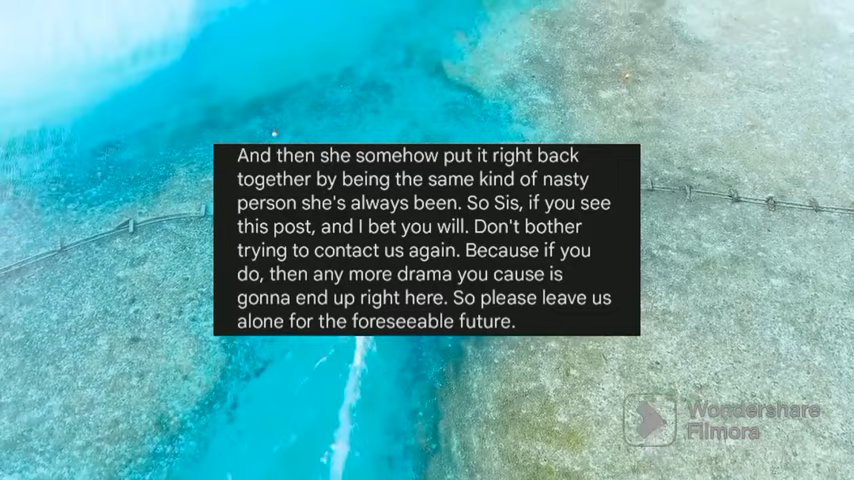 And then she somehow put it right back
together by being the same kind of nasty
person she's always been. So Sis, if you see
this post, and I bet you will. Don't bother
trying to contact us again. Because if you
do, then any more drama you cause is
gonna end up right here. So please leave us
alone for the foreseeable future.
Wondershare
Filmora